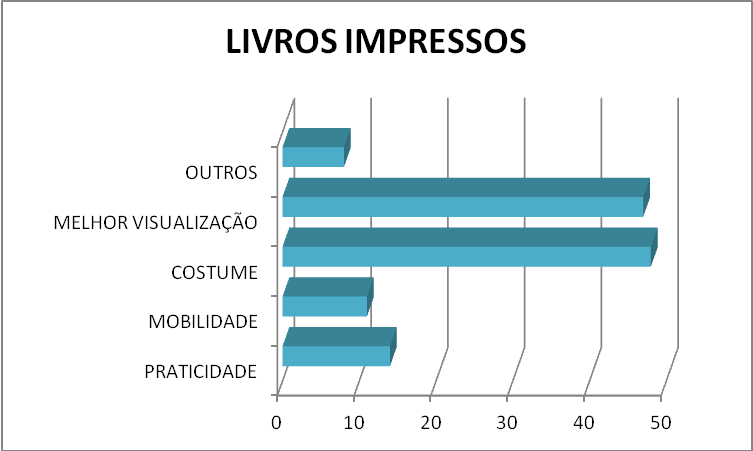 LIVROS IMPRESSOS
OUTROS
MELHOR VISUALIZAÇÃO
COSTUME
MOBILIDADE
PRATICIDADE
0 10 20 30 40 50